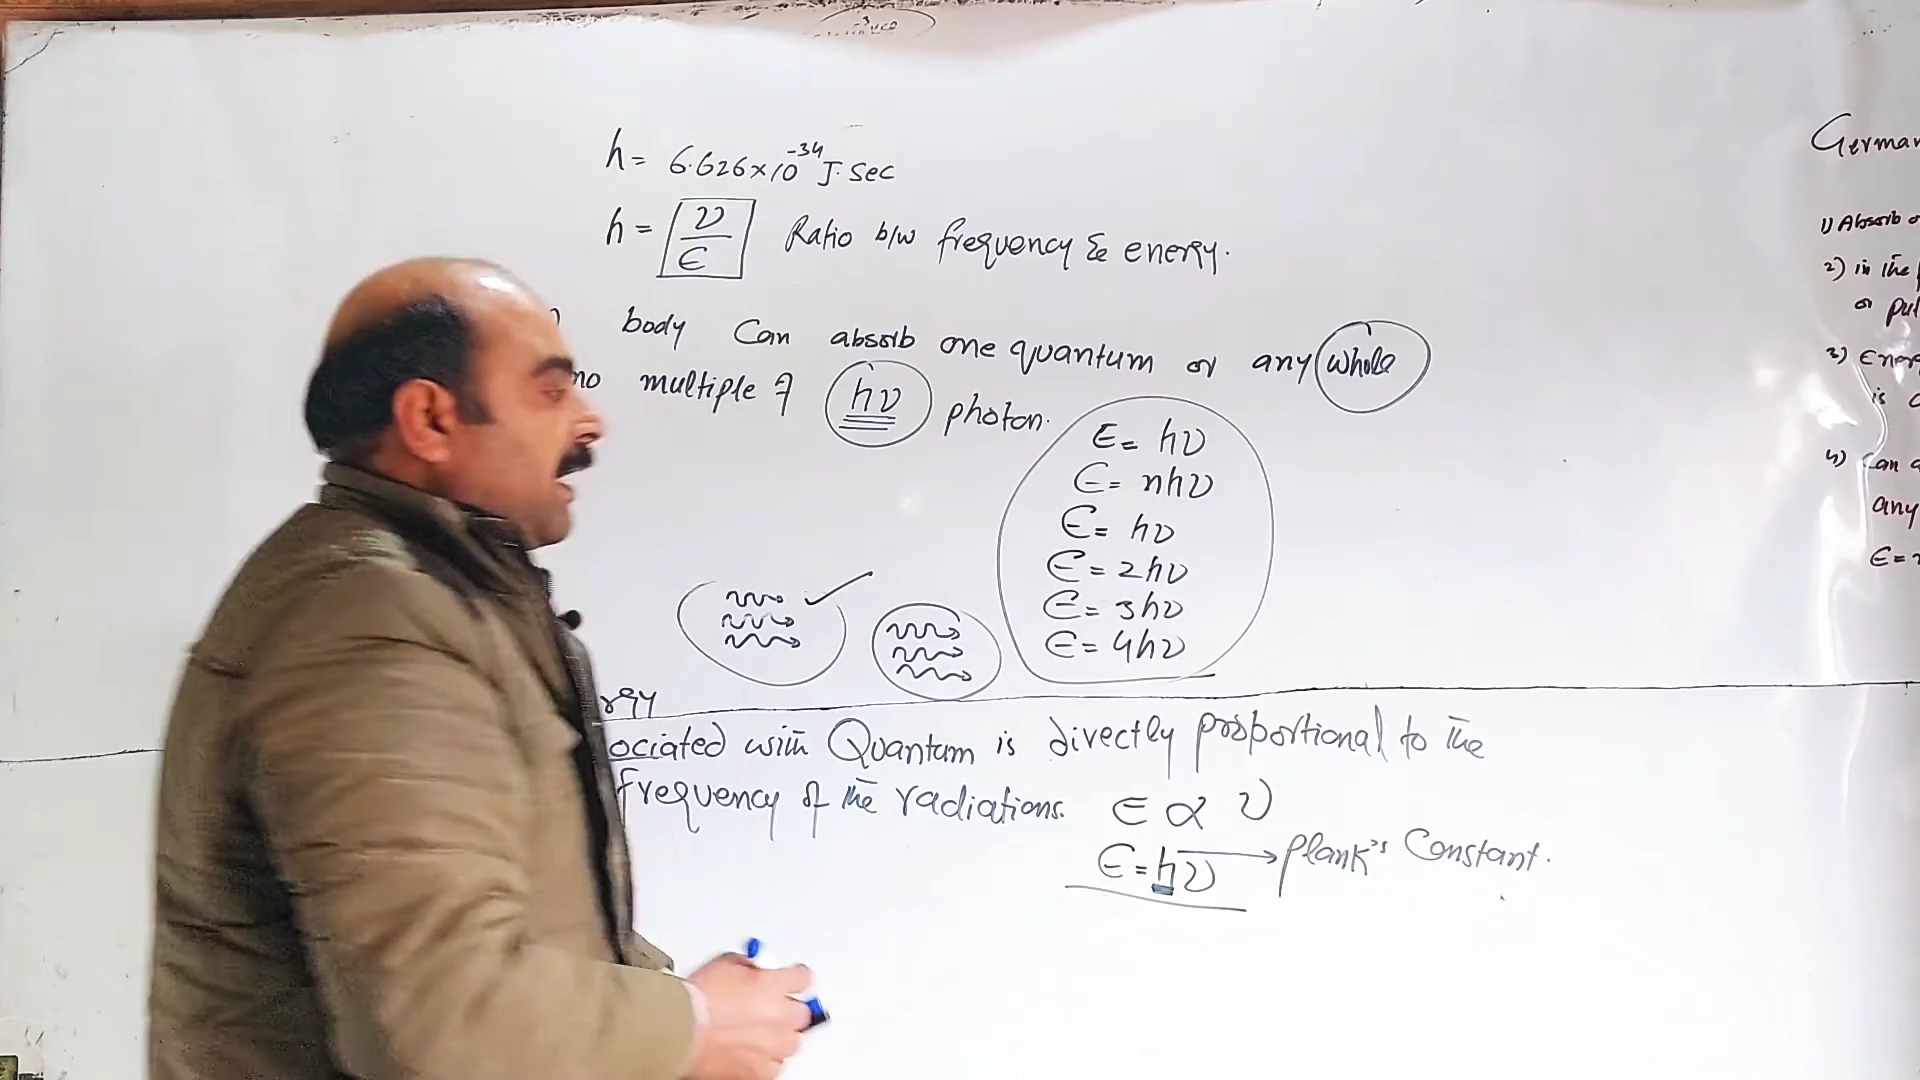 h = 6.626×10⁻³⁴ J. Sec
h = ν/E Ratio b/w frequency & energy.
body Can absorb one quantum or any whole
no multiple of hν photon.
E = hν
E = nhν
E = hν
E = 2hν
E = 3hν
E = 4hν
rgy
ociated with Quantum is directly proportional to the
frequency of the radiations. E ∝ ν
E = hν → Plank's Constant.
German
1) Absorb o
2) in the p
or pul
3) Energ
is
4) Can a
any
E =